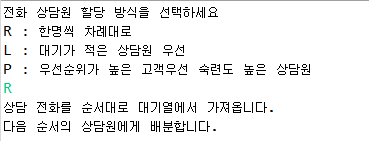 전화 상담원 할당 방식을 선택하세요
R : 한명씩 차례대로
L : 대기가 적은 상담원 우선
P : 우선순위가 높은 고객우선 숙련도 높은 상담원
R
상담 전화를 순서대로 대기열에서 가져옵니다.
다음 순서의 상담원에게 배분합니다.